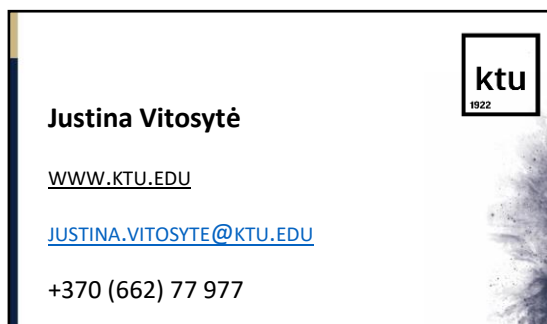 ktu
1922
Justina Vitosytė
WWW.KTU.EDU
JUSTINA.VITOSYTE@KTU.EDU
+370 (662) 77 977